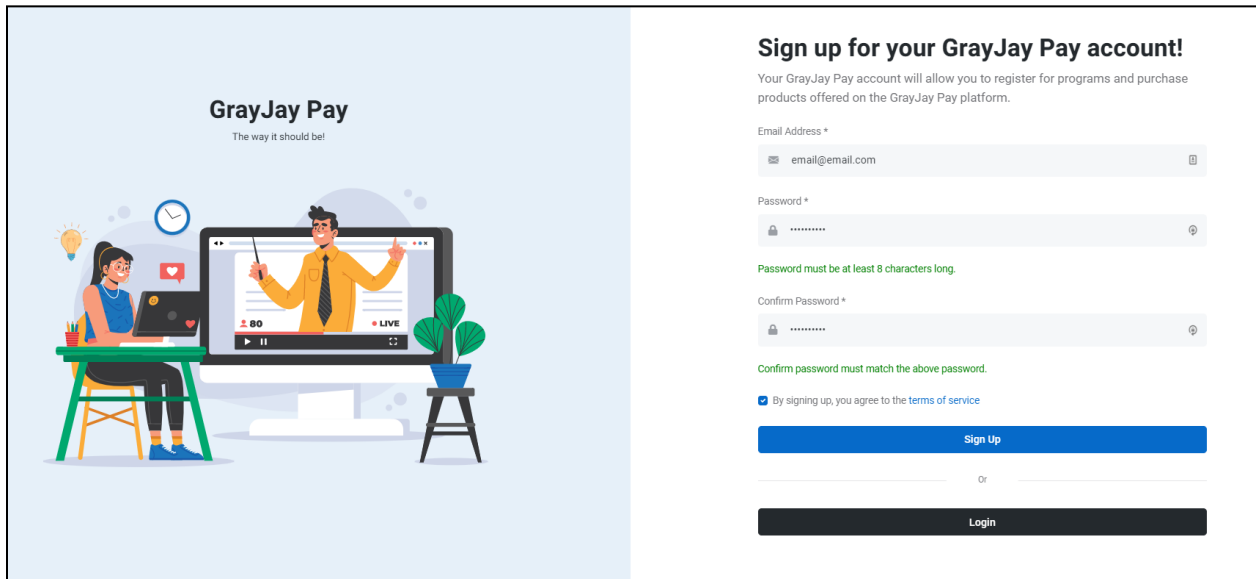 GrayJay Pay
The way it should be!
80
LIVE
Sign up for your GrayJay Pay account!
Your GrayJay Pay account will allow you to register for programs and purchase
products offered on the GrayJay Pay platform.
Email Address *
email@email.com
Password *
••••••••••
Password must be at least 8 characters long.
Confirm Password *
••••••••••
Confirm password must match the above password.
By signing up, you agree to the terms of service
Sign Up
Or
Login